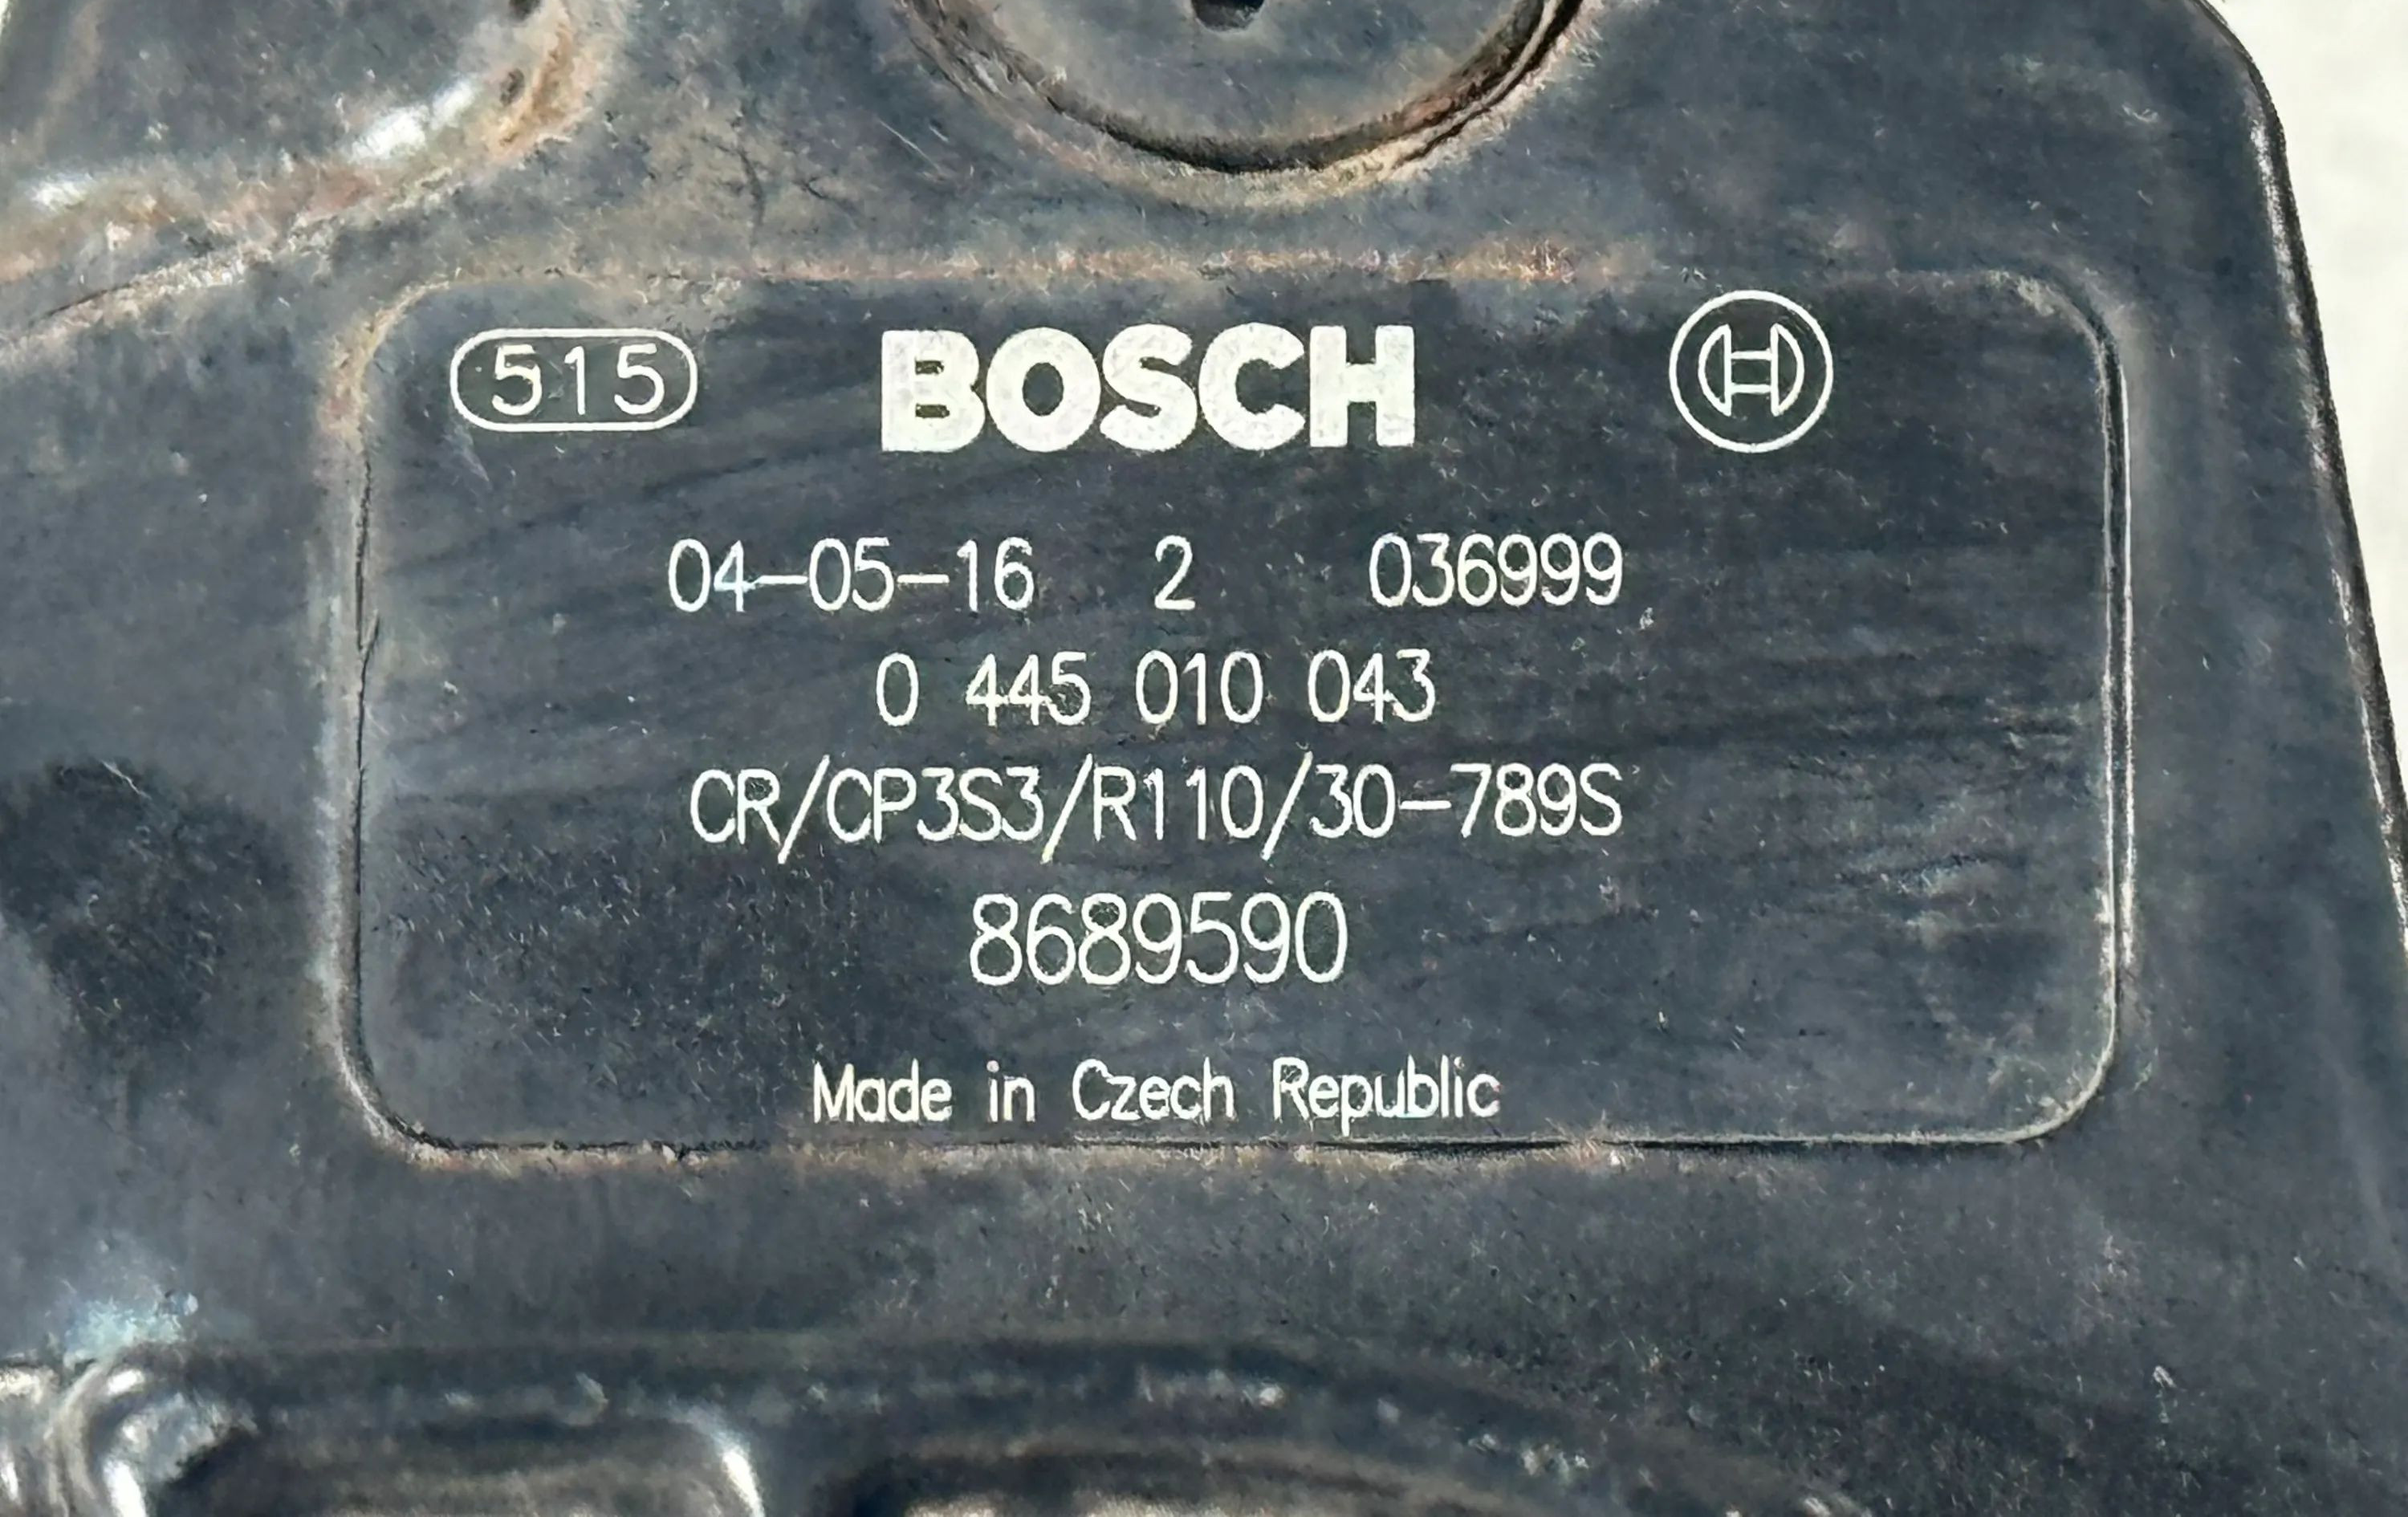 515 BOSCH
04-05-16 2 036999
0 445 010 043
CR/CP3S3/R110/30-789S
8689590
Made in Czech Republic